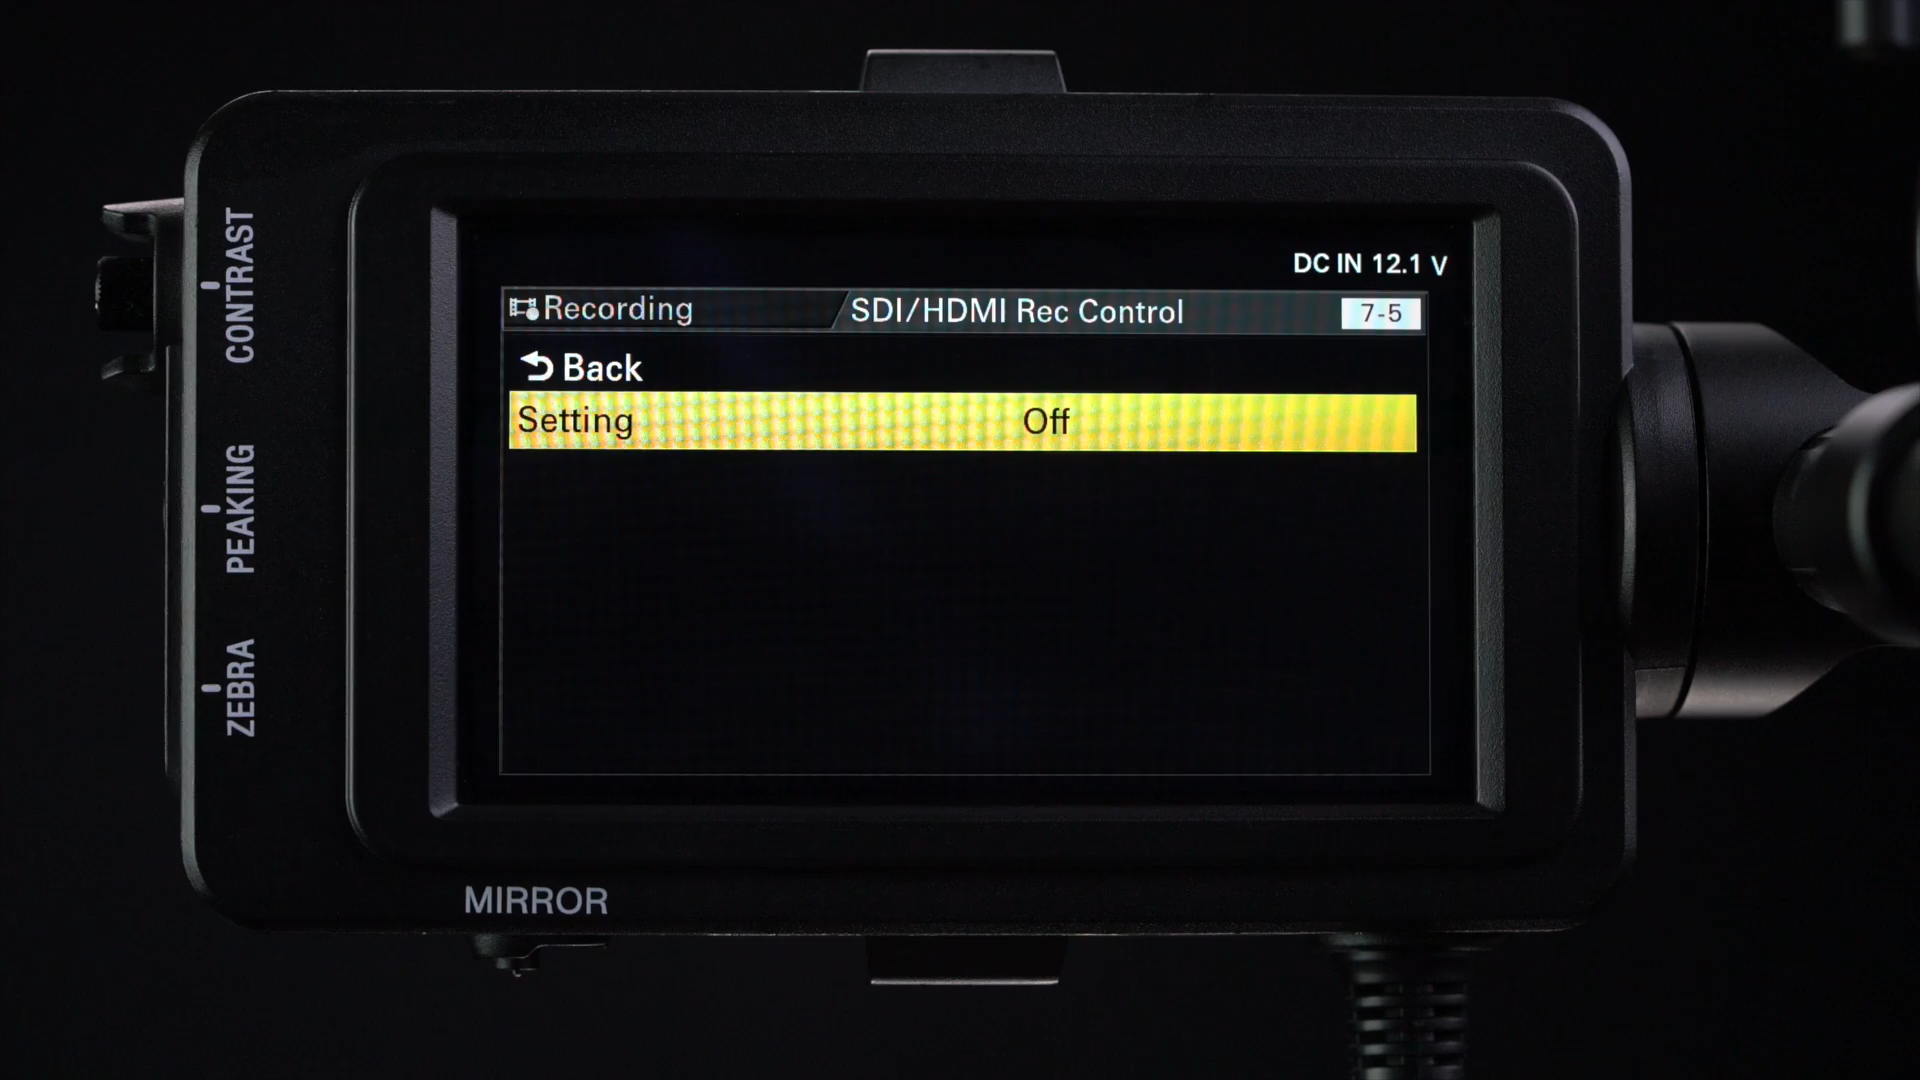 DC IN 12.1 V
Recording SDI/HDMI Rec Control 7-5
Back
Setting Off
CONTRAST
PEAKING
ZEBRA
MIRROR